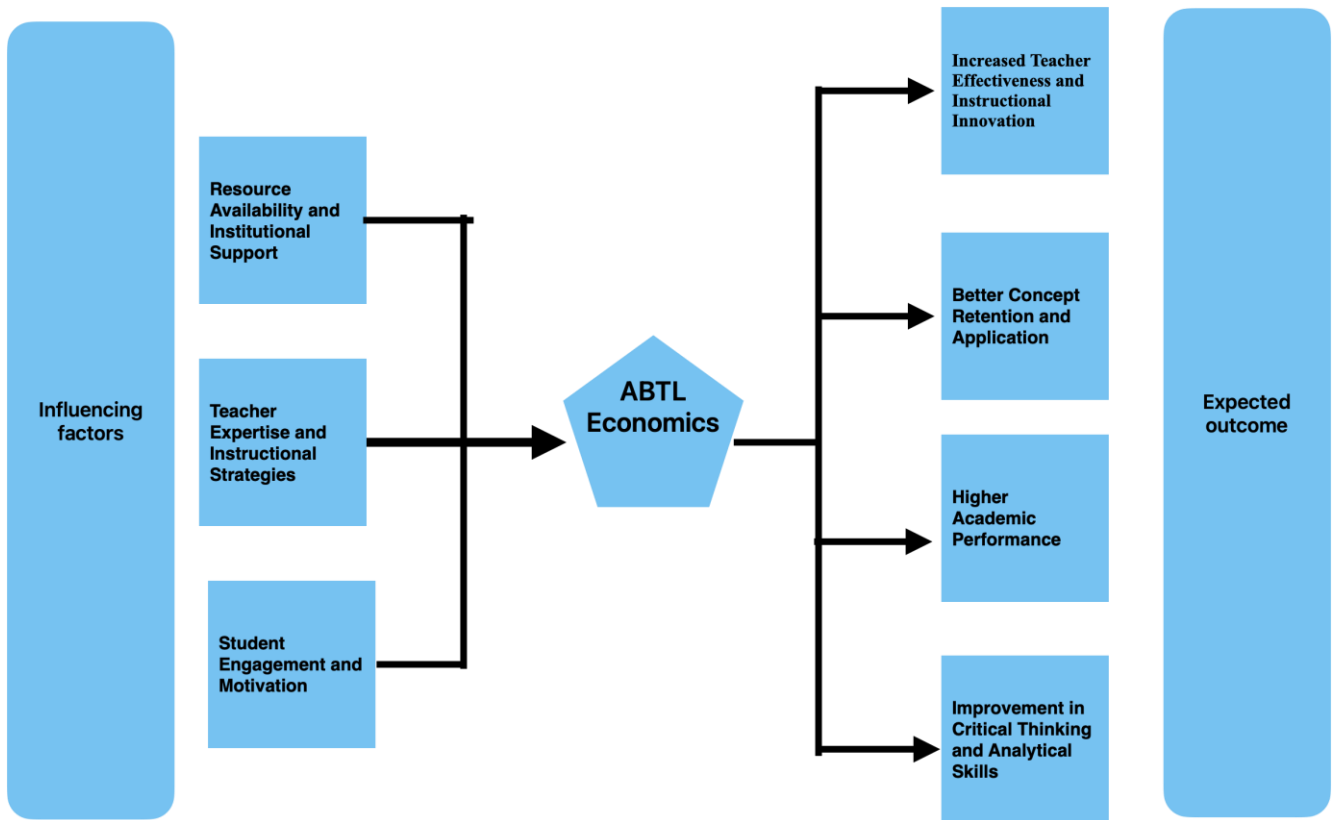 Influencing
factors
Resource
Availability and
Institutional
Support
Teacher
Expertise and
Instructional
Strategies
Student
Engagement and
Motivation
ABTL
Economics
Increased Teacher
Effectiveness and
Instructional
Innovation
Better Concept
Retention and
Application
Higher
Academic
Performance
Improvement in
Critical Thinking
and Analytical
Skills
Expected
outcome